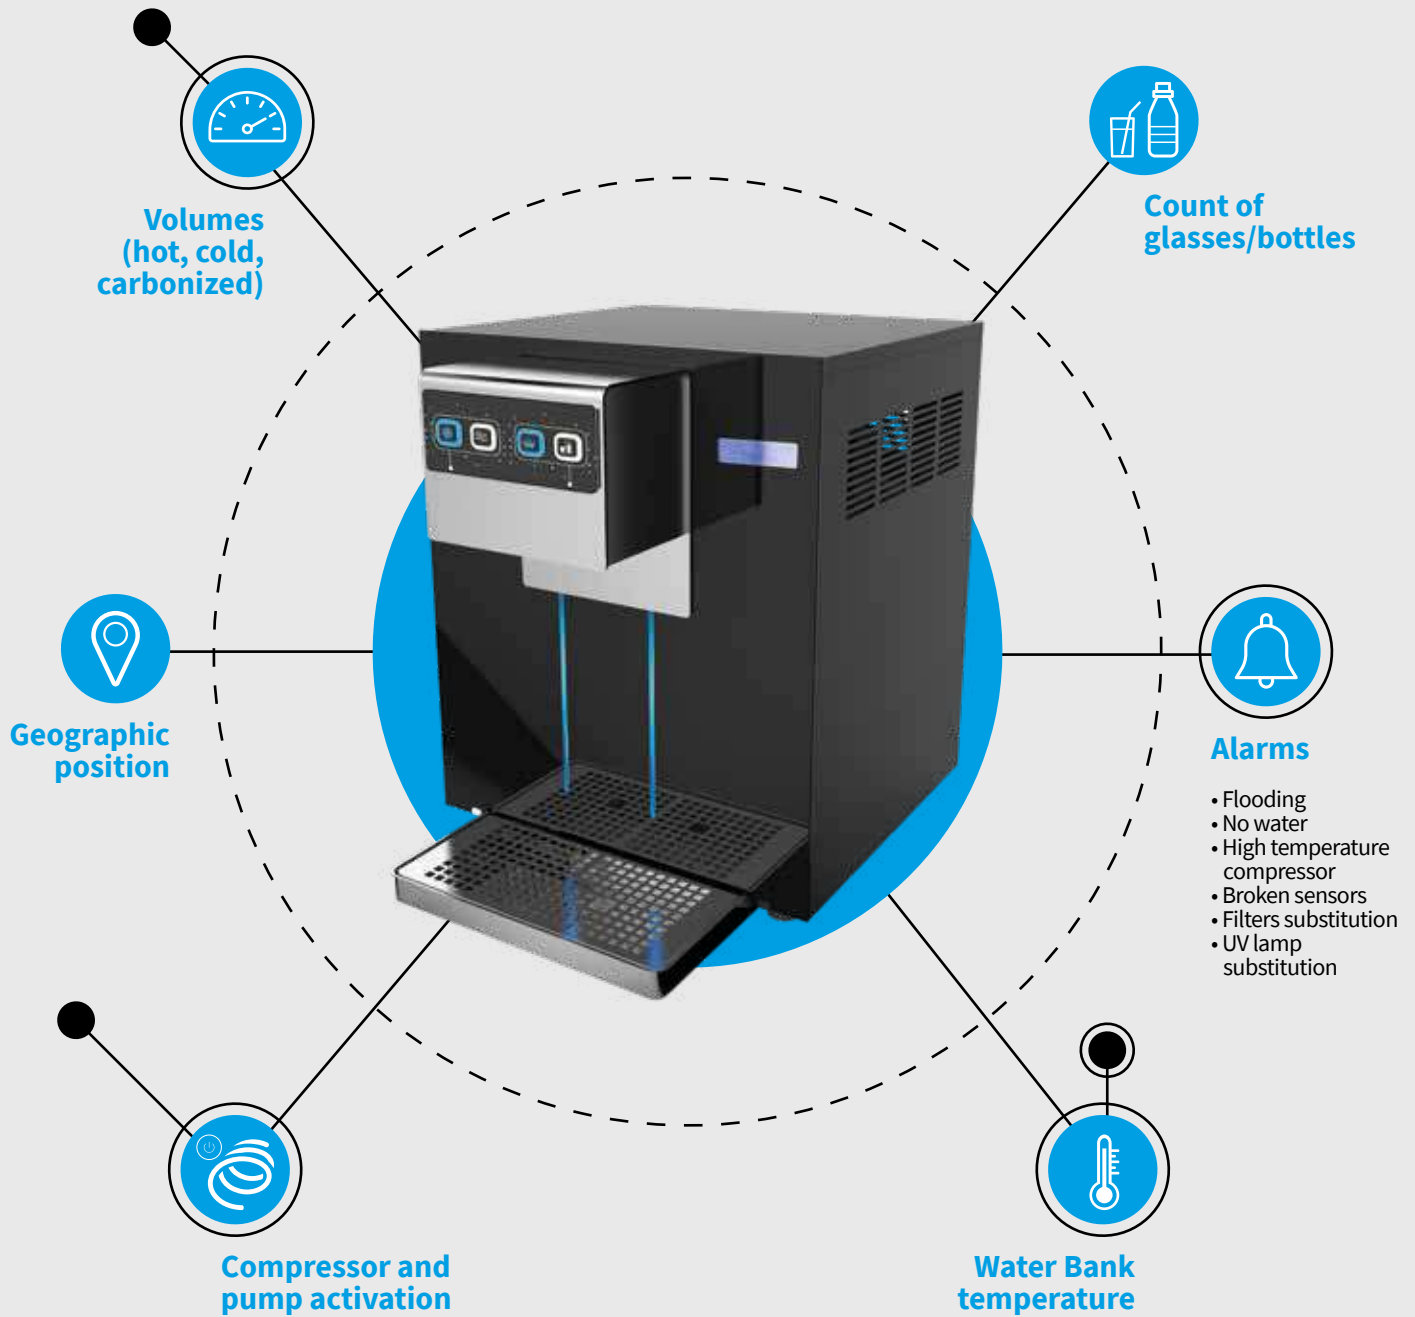 Volumes
(hot, cold,
carbonized)
Count of
glasses/bottles
Geographic
position
Alarms
• Flooding
• No water
• High temperature
compressor
• Broken sensors
• Filters substitution
• UV lamp
substitution
Compressor and
pump activation
Water Bank
temperature